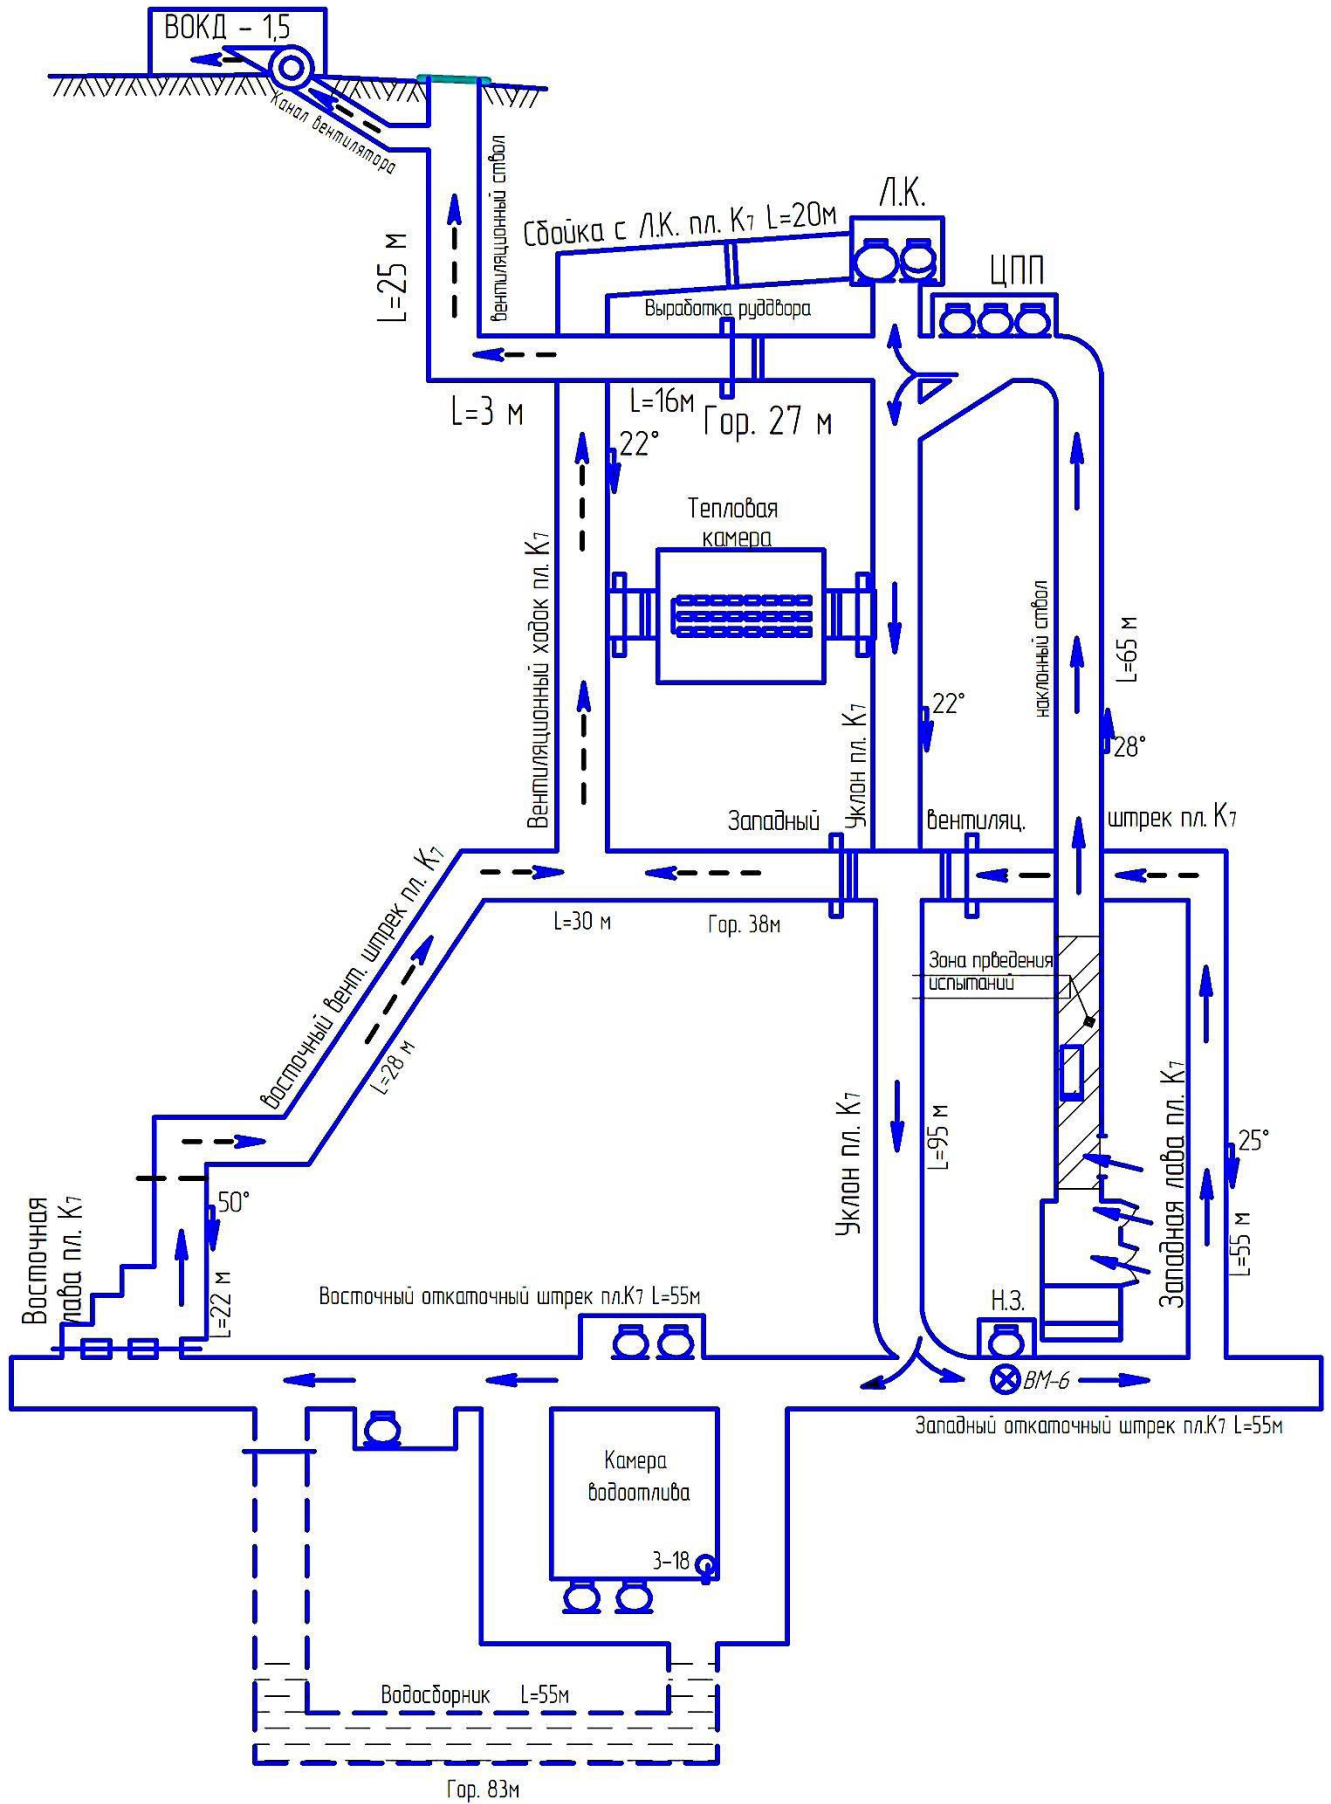 ВОКД - 1,5
Канал вентилятора
вентиляционный ствол
L=25 м
Л.К.
Сбойка с Л.К. пл. К7 L=20м
ЦПП
Выработка руддвора
L=3 м
L=16м
Гор. 27 м
22°
Тепловая
камера
Вентиляционный ходок пл. К7
Уклон пл. К7
22°
наклонный ствол
L=65 м
28°
Западный
вентиляц.
штрек пл. К7
восточный вент. штрек пл. К7
L=30 м
Гор. 38м
L=28 м
Зона прведения
испытаний
Уклон пл. К7
L=95 м
Западная лава пл. К7
25°
L=55 м
50°
Восточная
лава пл. К7
L=22 м
Восточный откаточный штрек пл.К7 L=55м
Н.З.
ВМ-6
Западный откаточный штрек пл.К7 L=55м
Камера
водоотлива
3-18
Водосборник L=55м
Гор. 83м